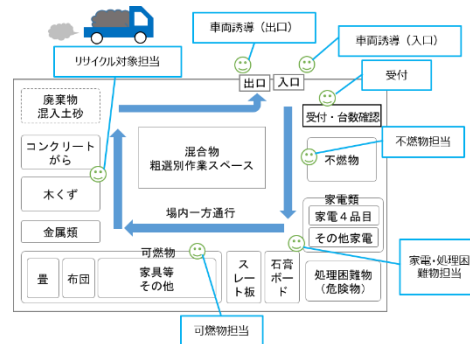 車両誘導（出口）
車両誘導（入口）
リサイクル対象担当
受付
出口
入口
廃棄物
混入土砂
受付・台数確認
コンクリート
がら
混合物
粗選別作業スペース
不燃物
不燃物担当
木くず
家電類
家電４品目
場内一方通行
その他家電
金属類
可燃物
畳
布団
家具等
その他
ス
レー
ト
板
石膏
ボー
ド
処理困難物
（危険物）
家電・処理困
難物担当
可燃物担当